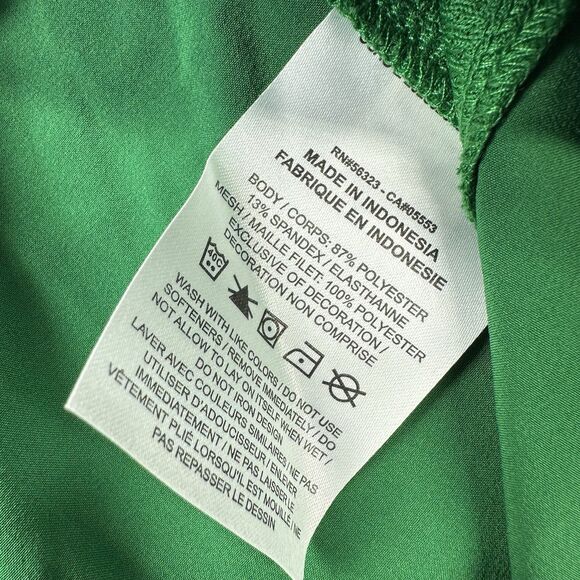 RN#56323 - CA#05553
MADE IN INDONESIA
FABRIQUE EN INDONESIE
BODY / CORPS: 87% POLYESTER
13% SPANDEX / ELASTHANNE
MESH / MAILLE FILET: 100% POLYESTER
EXCLUSIVE OF DECORATION /
DECORATION NON COMPRISE
40C
WASH WITH LIKE COLORS / DO NOT USE
SOFTENERS / REMOVE IMMEDIATELY / DO
NOT ALLOW TO LAY ON ITSELF WHEN WET /
DO NOT IRON DESIGN
LAVER AVEC COULEURS SIMILAIRES / NE PAS
UTILISER D'ADOUCISSEUR / ENLEVER
IMMEDIATEMENT / NE PAS LAISSER LE
VÊTEMENT PLIÉ LORSQU'IL EST MOUILLÉ / NE
PAS REPASSER LE DESSIN